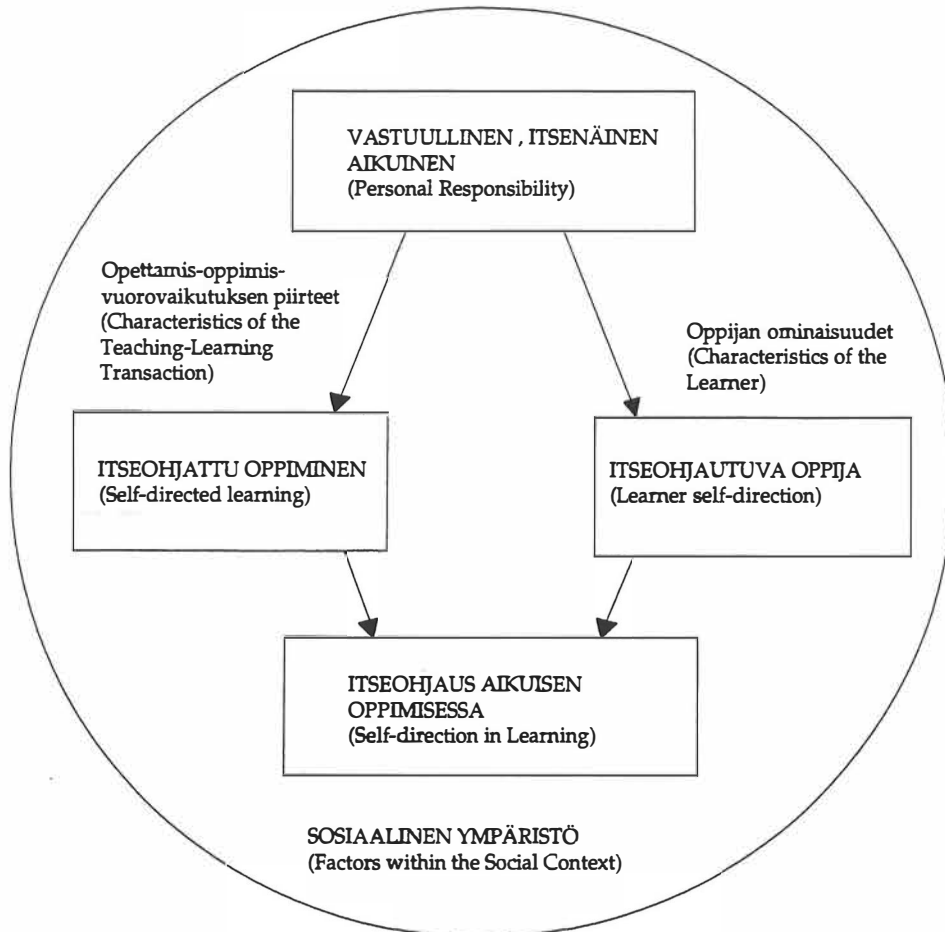 VASTUULLINEN , ITSENÄINEN
AIKUINEN
(Personal Responsibility)
Opettamis-oppimis-
vuorovaikutuksen piirteet
(Characteristics of the
Teaching-Learning
Transaction)
Oppijan ominaisuudet
(Characteristics of the
Learner)
ITSEOHJATTU OPPIMINEN
(Self-directed learning)
ITSEOHJAUTUVA OPPIJA
(Learner self-direction)
ITSEOHJAUS AIKUISEN
OPPIMISESSA
(Self-direction in Learning)
SOSIAALINEN YMPÄRISTÖ
(Factors within the Social Context)